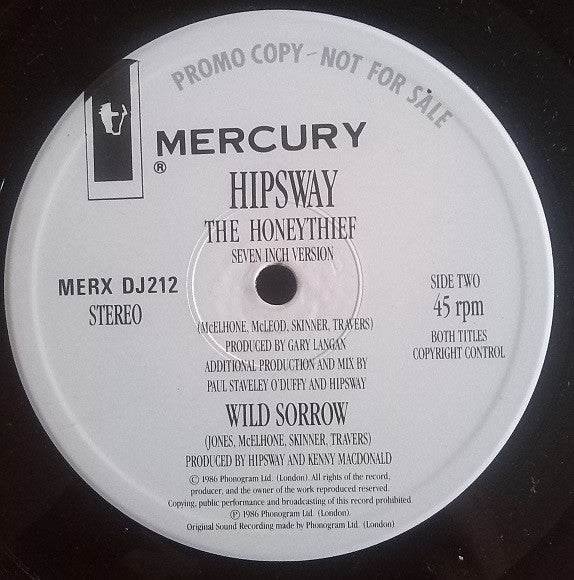 PROMO COPY - NOT FOR SALE
MERCURY
®
HIPSWAY
THE HONEYTHIEF
SEVEN INCH VERSION
MERX DJ212
STEREO
SIDE TWO
45 rpm
BOTH TITLES
COPYRIGHT CONTROL
(McELHONE, McLEOD, SKINNER, TRAVERS)
PRODUCED BY GARY LANGAN
ADDITIONAL PRODUCTION AND MIX BY
PAUL STAVELEY O'DUFFY AND HIPSWAY
WILD SORROW
(JONES, McELHONE, SKINNER, TRAVERS)
PRODUCED BY HIPSWAY AND KENNY MACDONALD
© 1986 Phonogram Ltd. (London). All rights of the record,
producer, and the owner of the work reproduced reserved.
Copying, public performance and broadcasting of this record prohibited.
℗ 1986 Phonogram Ltd. (London)
Original Sound Recording made by Phonogram Ltd. (London)